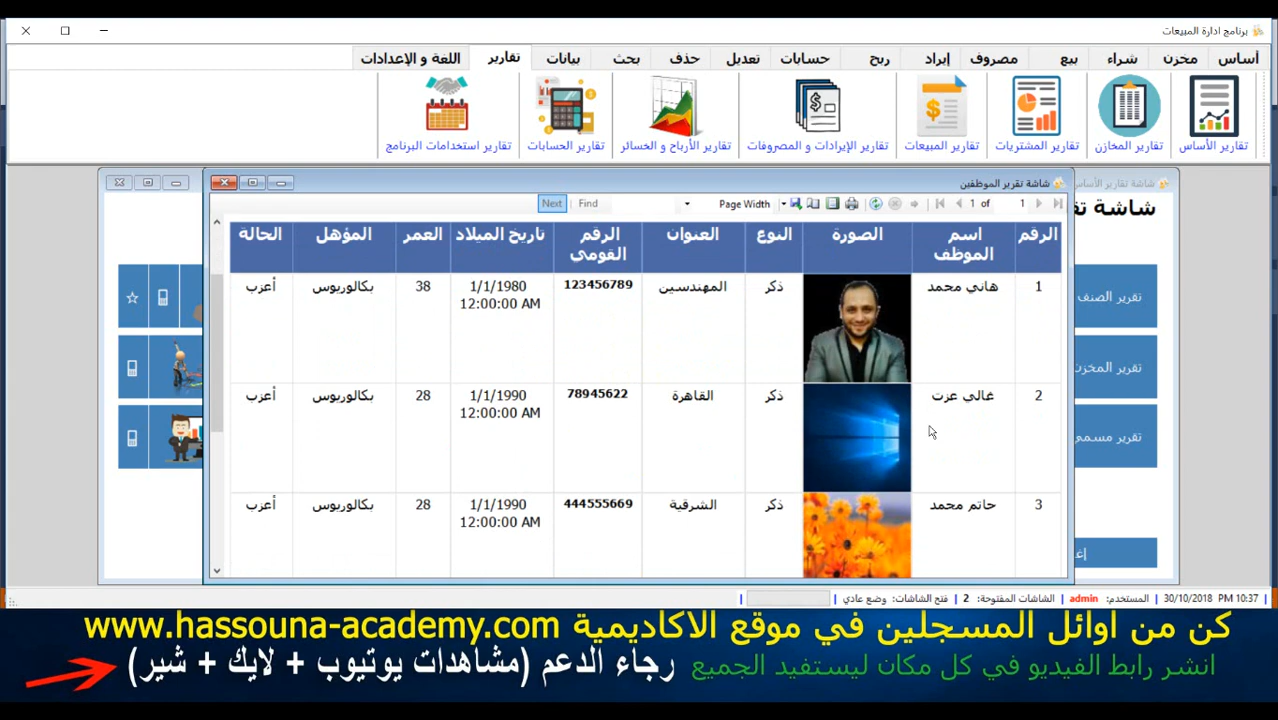 برنامج ادارة المبيعات
أساس مخزن شراء بيع مصروف إيراد ربح حسابات تعديل حذف بحث بيانات تقارير اللغة و الإعدادات
تقارير الأساس تقارير المخازن تقارير المشتريات تقارير المبيعات تقارير الإيرادات و المصروفات تقارير الأرباح و الخسائر تقارير الحسابات تقارير استخدامات البرنامج
شاشة تقارير الأس
شاشة تقرير الموظفين
شاشة تق
1 of 1 Page Width Find Next
الرقم اسم الموظف الصورة النوع العنوان الرقم القومى تاريخ الميلاد العمر المؤهل الحالة
1 هاني محمد ذكر المهندسين 123456789 1/1/1980 12:00:00 AM 38 بكالوريوس أعزب
2 غالي عزت ذكر القاهرة 78945622 1/1/1990 12:00:00 AM 28 بكالوريوس أعزب
3 حاتم محمد ذكر الشرقية 444555669 1/1/1990 12:00:00 AM 28 بكالوريوس أعزب
تقرير الصنف
تقرير المخزن
تقرير مسمى
إغ
30/10/2018 PM 10:37 المستخدم: admin الشاشات المفتوحة: 2 فتح الشاشات: وضع عادي
كن من اوائل المسجلين في موقع الاكاديمية www.hassouna-academy.com
انشر رابط الفيديو في كل مكان ليستفيد الجميع رجاء الدعم (مشاهدات يوتيوب + لايك + شير)